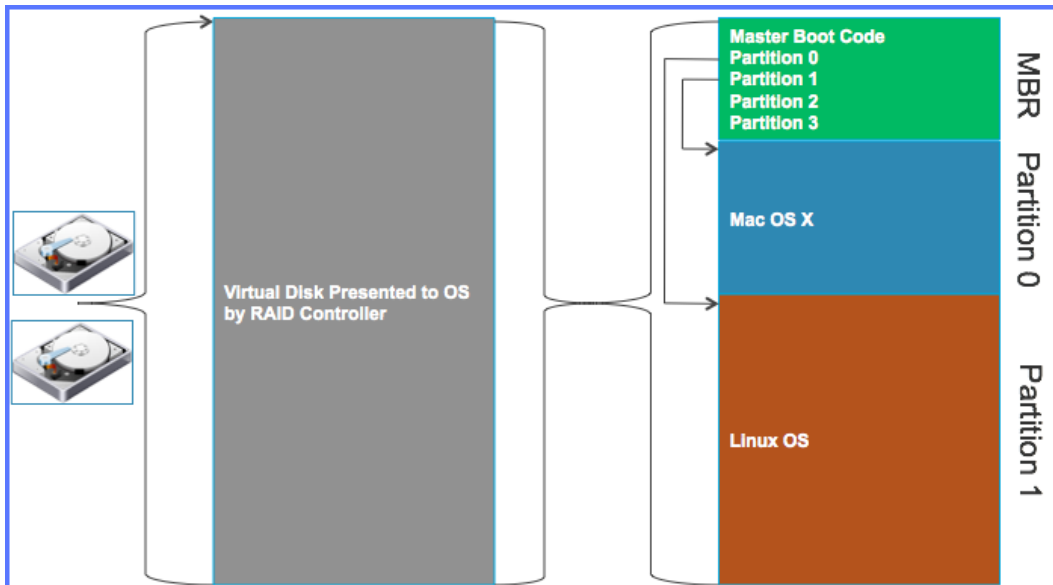 Virtual Disk Presented to OS
by RAID Controller
Master Boot Code
Partition 0
Partition 1
Partition 2
Partition 3
Mac OS X
Linux OS
MBR
Partition 0
Partition 1